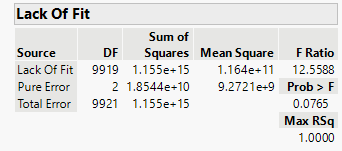 Lack Of Fit
Sum of
Source DF Squares Mean Square F Ratio
Lack Of Fit 9919 1.155e+15 1.164e+11 12.5588
Pure Error 2 1.8544e+10 9.2721e+9 Prob > F
Total Error 9921 1.155e+15 0.0765
Max RSq
1.0000